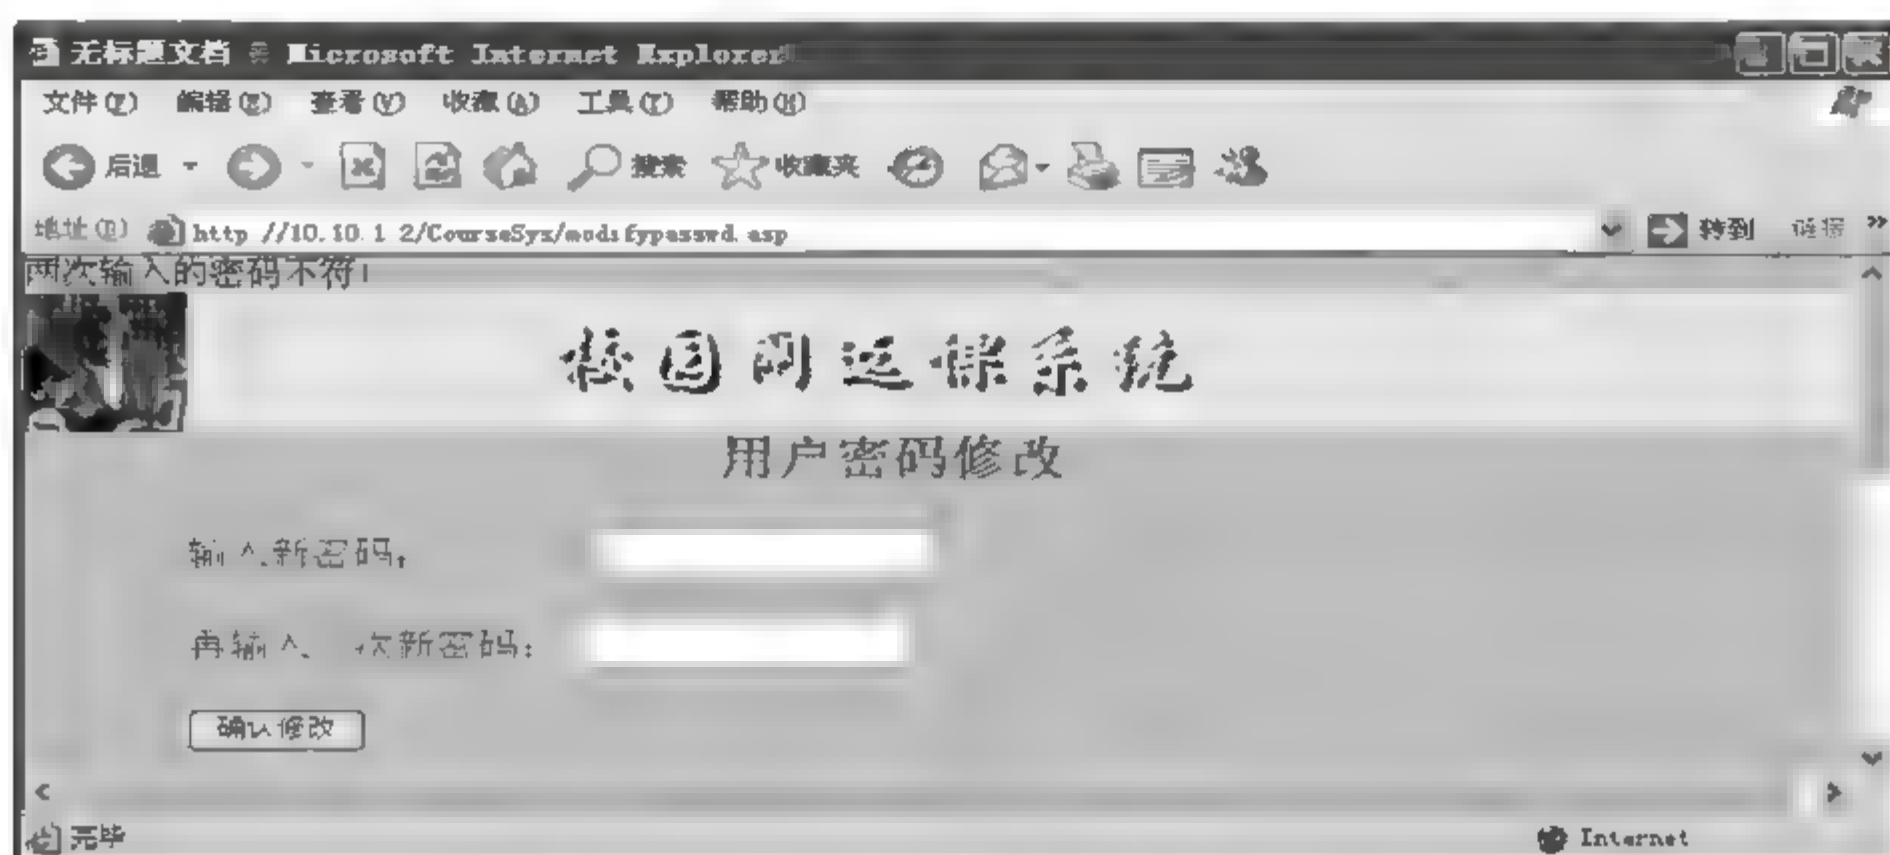 无标题文档 - Microsoft Internet Explorer
文件(F) 编辑(E) 查看(V) 收藏(A) 工具(T) 帮助(H)
后退 搜索 收藏夹
地址(D) http://10.10.1.2/CourseSys/modifypasswd.asp 转到 链接 »
两次输入的密码不符!
校园网选课系统
用户密码修改
输入新密码:
再输入一次新密码:
确认修改
完毕 Internet